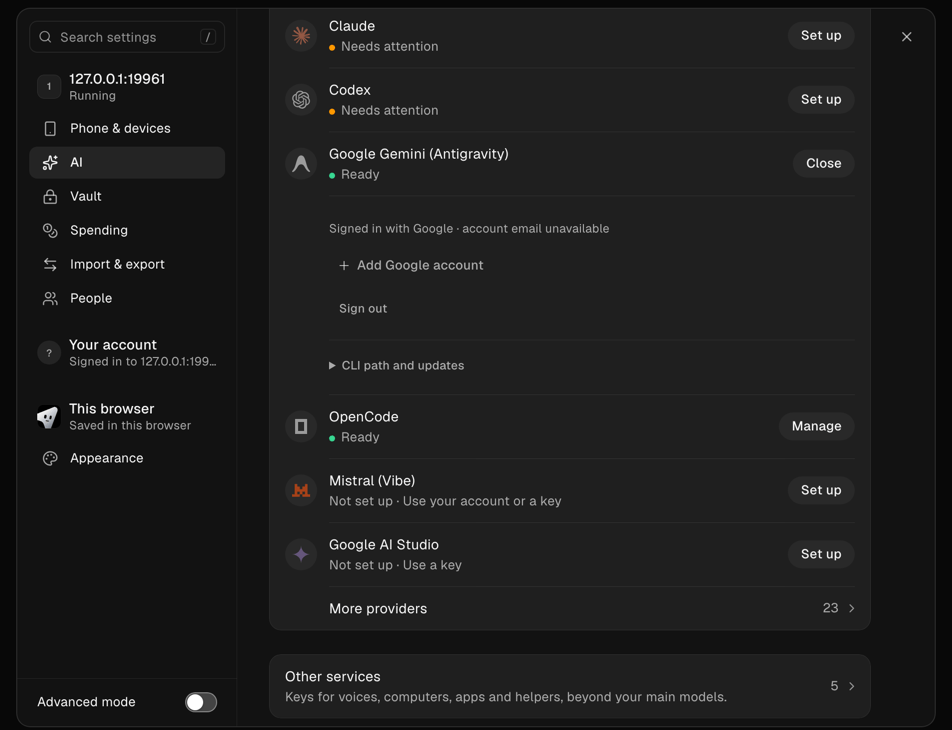 Search settings /
1
127.0.0.1:19961
Running
Phone & devices
AI
Vault
Spending
Import & export
People
?
Your account
Signed in to 127.0.0.1:199…
This browser
Saved in this browser
Appearance
Advanced mode
Claude
Needs attention
Set up
Codex
Needs attention
Set up
Google Gemini (Antigravity)
Ready
Close
Signed in with Google · account email unavailable
+ Add Google account
Sign out
CLI path and updates
OpenCode
Ready
Manage
Mistral (Vibe)
Not set up · Use your account or a key
Set up
Google AI Studio
Not set up · Use a key
Set up
More providers 23
Other services
Keys for voices, computers, apps and helpers, beyond your main models.
5